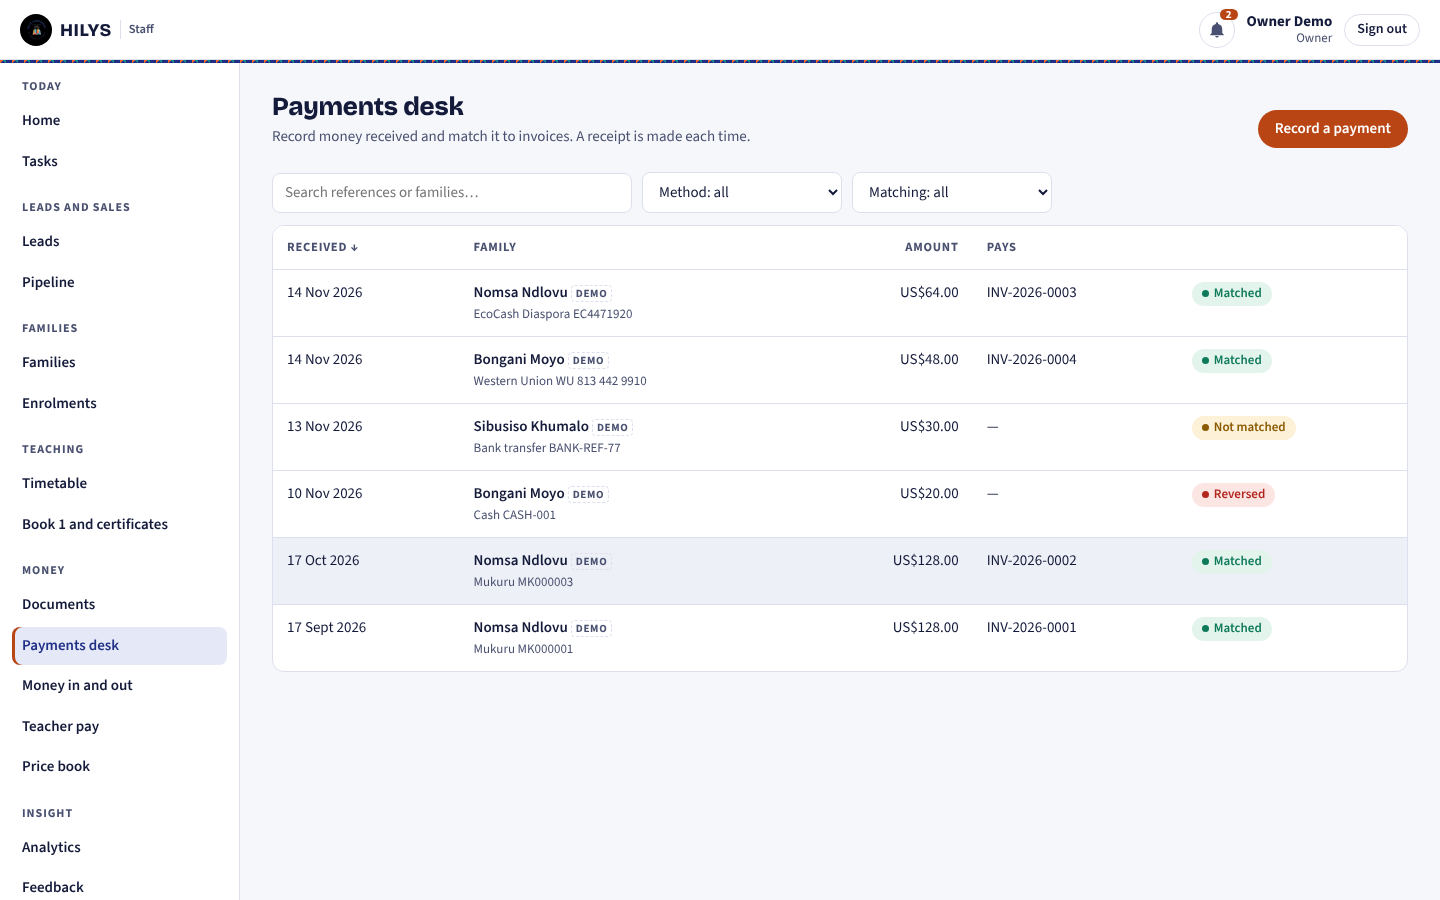 HILYS
Staff
2
Owner Demo
Owner
Sign out
TODAY
Home
Tasks
LEADS AND SALES
Leads
Pipeline
FAMILIES
Families
Enrolments
TEACHING
Timetable
Book 1 and certificates
MONEY
Documents
Payments desk
Money in and out
Teacher pay
Price book
INSIGHT
Analytics
Feedback
Payments desk
Record money received and match it to invoices. A receipt is made each time.
Record a payment
Search references or families…
Method: all
Matching: all
RECEIVED ↓ FAMILY AMOUNT PAYS
14 Nov 2026 Nomsa Ndlovu DEMO US$64.00 INV-2026-0003 Matched
EcoCash Diaspora EC4471920
14 Nov 2026 Bongani Moyo DEMO US$48.00 INV-2026-0004 Matched
Western Union WU 813 442 9910
13 Nov 2026 Sibusiso Khumalo DEMO US$30.00 — Not matched
Bank transfer BANK-REF-77
10 Nov 2026 Bongani Moyo DEMO US$20.00 — Reversed
Cash CASH-001
17 Oct 2026 Nomsa Ndlovu DEMO US$128.00 INV-2026-0002 Matched
Mukuru MK000003
17 Sept 2026 Nomsa Ndlovu DEMO US$128.00 INV-2026-0001 Matched
Mukuru MK000001